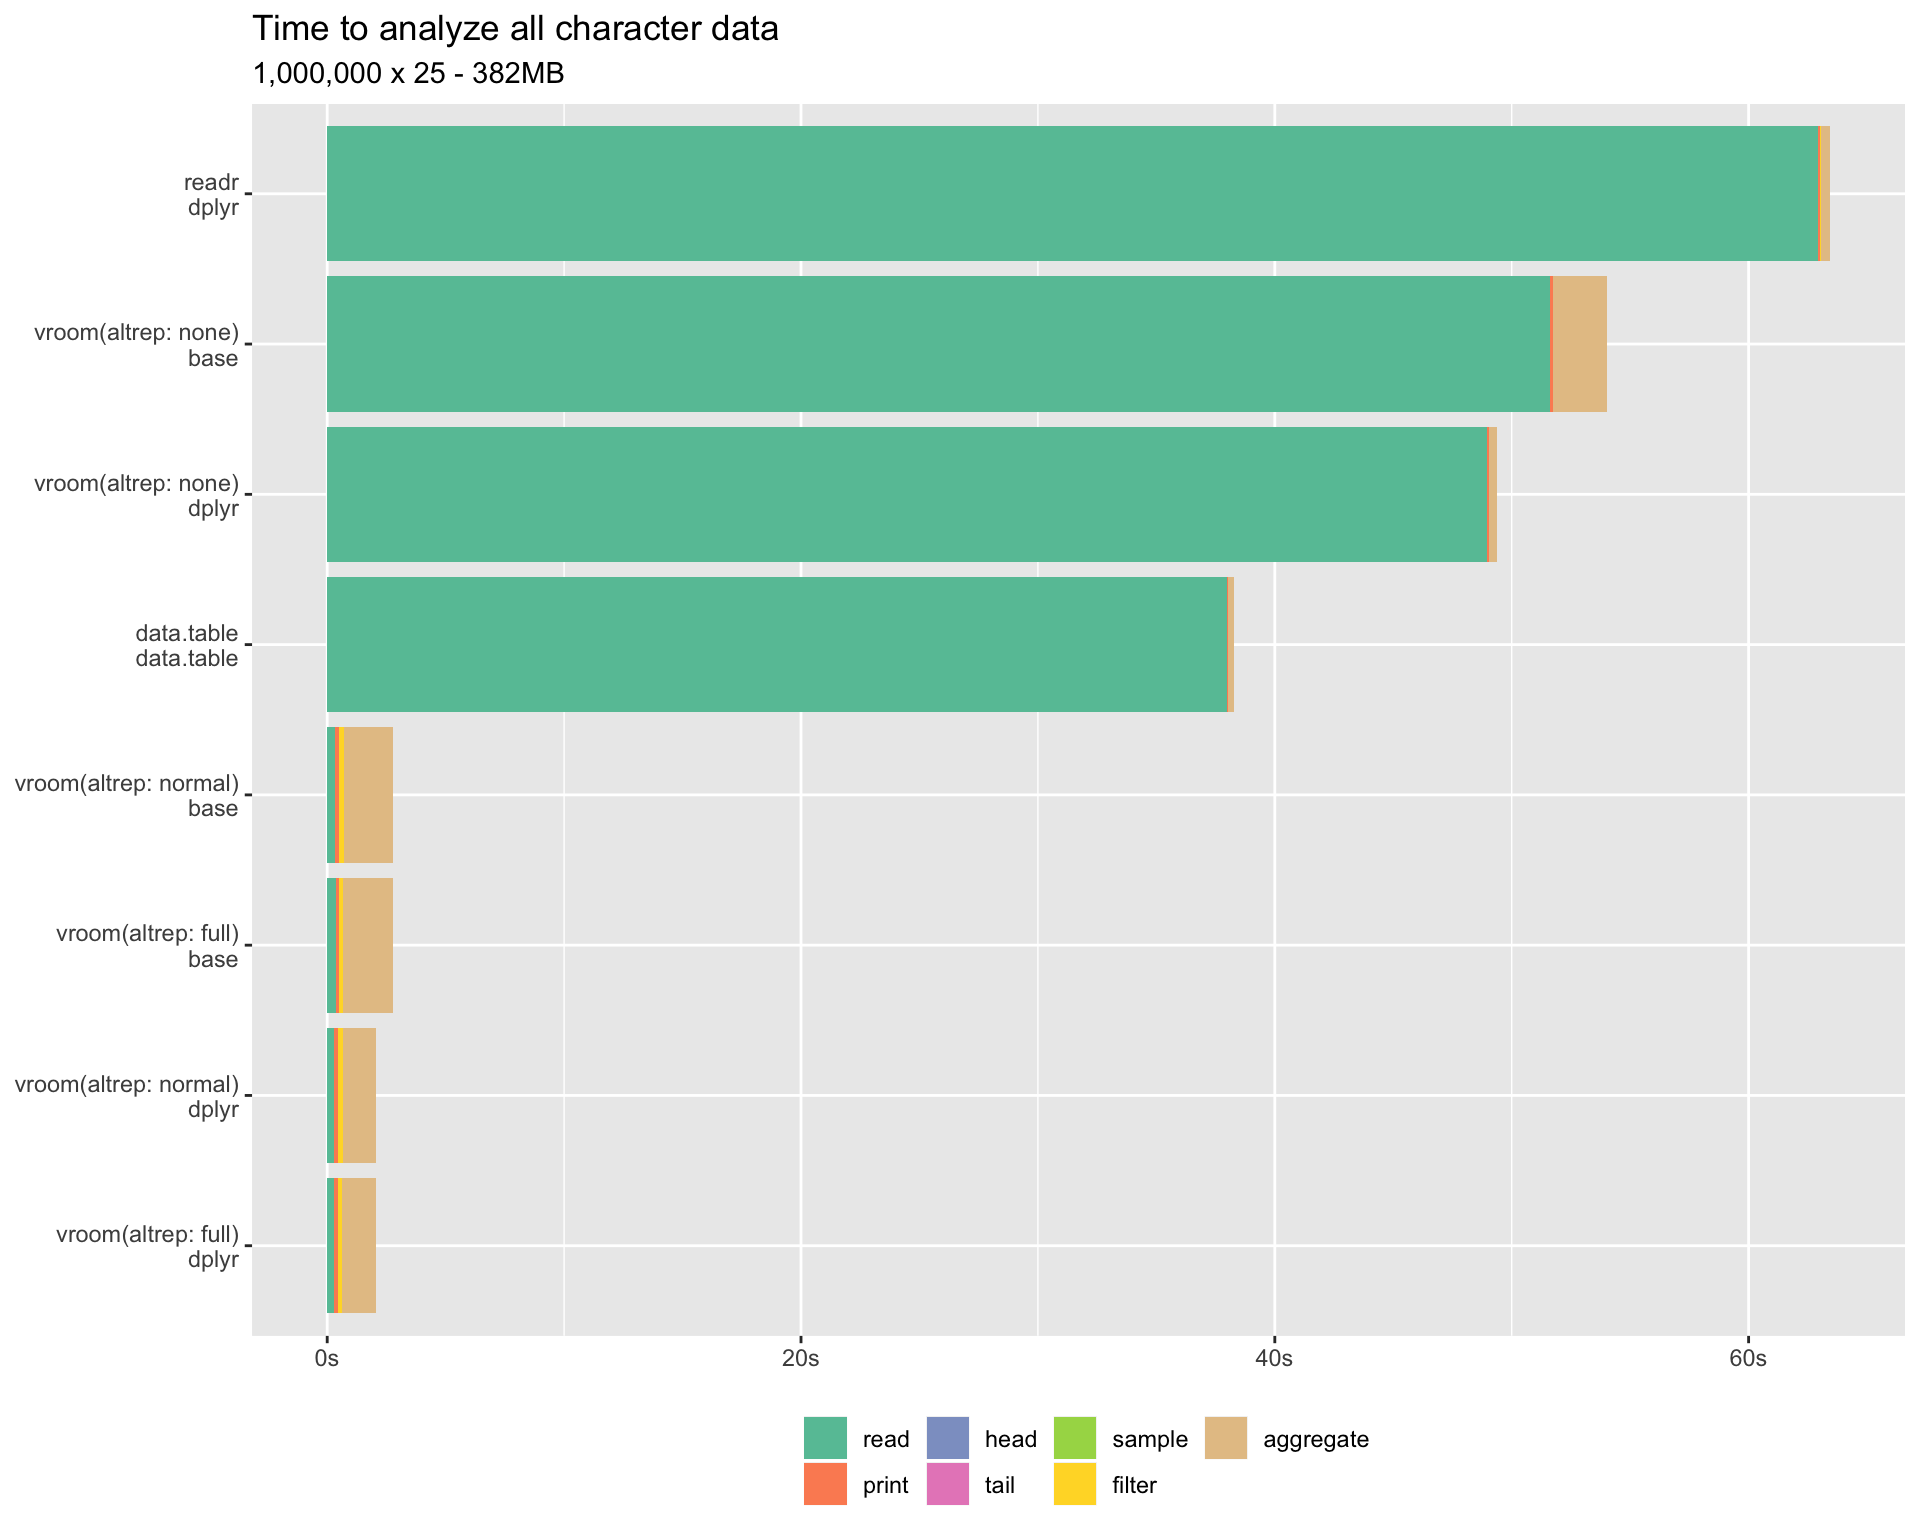 Time to analyze all character data
1,000,000 x 25 - 382MB
readr
dplyr
vroom(altrep: none)
base
vroom(altrep: none)
dplyr
data.table
data.table
vroom(altrep: normal)
base
vroom(altrep: full)
base
vroom(altrep: normal)
dplyr
vroom(altrep: full)
dplyr
0s 20s 40s 60s
read head sample aggregate
print tail filter